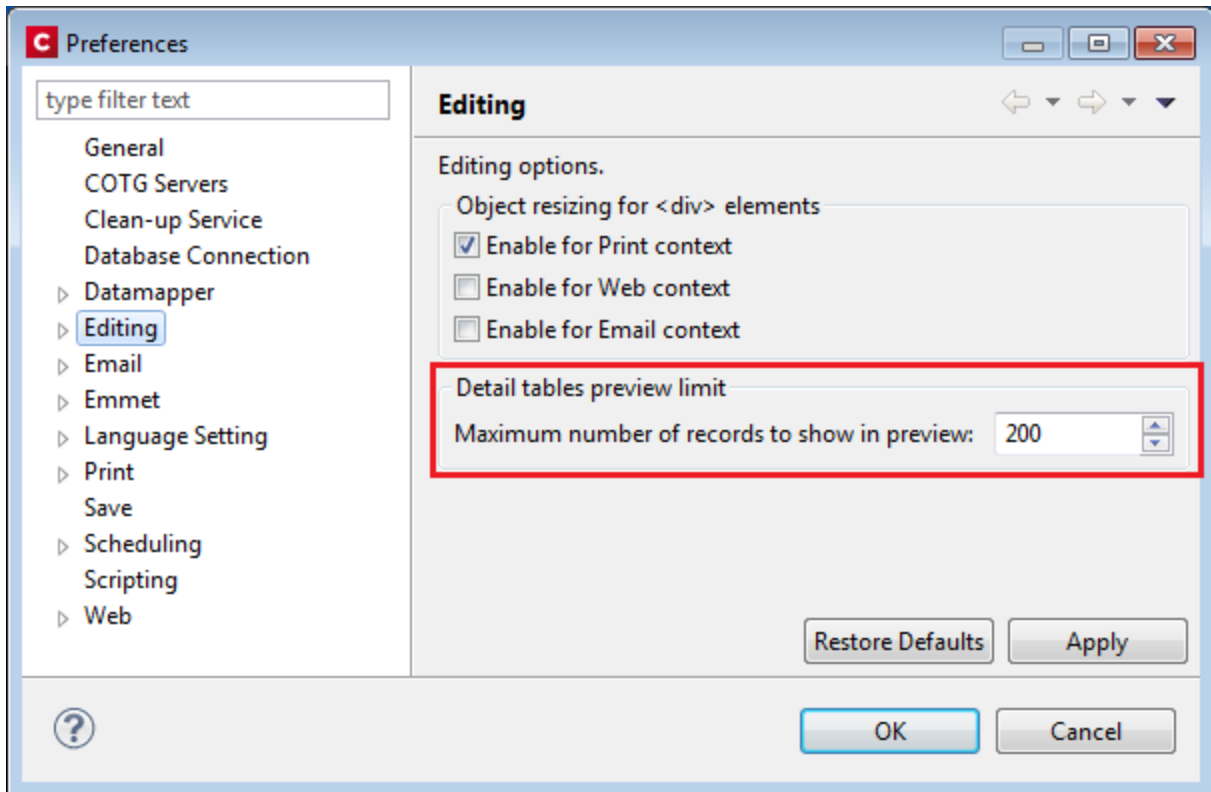 C Preferences
type filter text
General
COTG Servers
Clean-up Service
Database Connection
Datamapper
Editing
Email
Emmet
Language Setting
Print
Save
Scheduling
Scripting
Web
Editing
Editing options.
Object resizing for <div> elements
Enable for Print context
Enable for Web context
Enable for Email context
Detail tables preview limit
Maximum number of records to show in preview: 200
Restore Defaults Apply
? OK Cancel